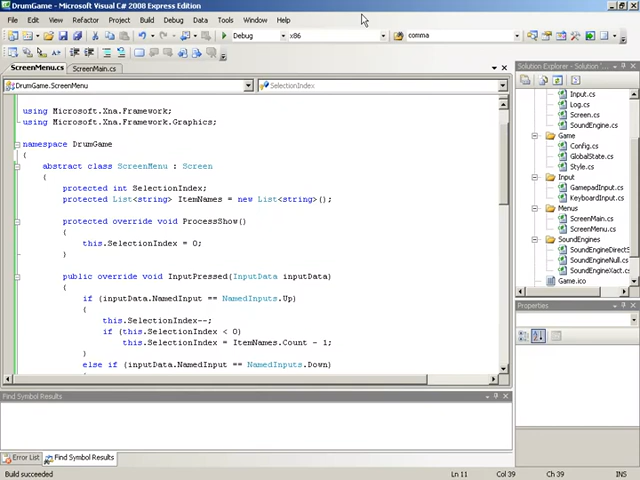 DrumGame - Microsoft Visual C# 2008 Express Edition
File Edit View Refactor Project Build Debug Data Tools Window Help
Debug x86 comma
ScreenMenu.cs ScreenMain.cs
DrumGame.ScreenMenu SelectionIndex
using Microsoft.Xna.Framework;
using Microsoft.Xna.Framework.Graphics;
namespace DrumGame
{
abstract class ScreenMenu : Screen
{
protected int SelectionIndex;
protected List<string> ItemNames = new List<string>();
protected override void ProcessShow()
{
this.SelectionIndex = 0;
}
public override void InputPressed(InputData inputData)
{
if (inputData.NamedInput == NamedInputs.Up)
{
this.SelectionIndex--;
if (this.SelectionIndex < 0)
this.SelectionIndex = ItemNames.Count - 1;
}
else if (inputData.NamedInput == NamedInputs.Down)
Solution Explorer - Prop...
Input.cs
Log.cs
Screen.cs
SoundEngine.cs
Game
Config.cs
GlobalState.cs
Style.cs
Input
GamepadInput.cs
KeyboardInput.cs
Menus
ScreenMain.cs
ScreenMenu.cs
SoundEngines
SoundEngineDirectS
SoundEngineNull.cs
SoundEngineXact.cs
Game.ico
Properties
Find Symbol Results
Error List Find Symbol Results
Build succeeded Ln 11 Col 39 Ch 39 INS